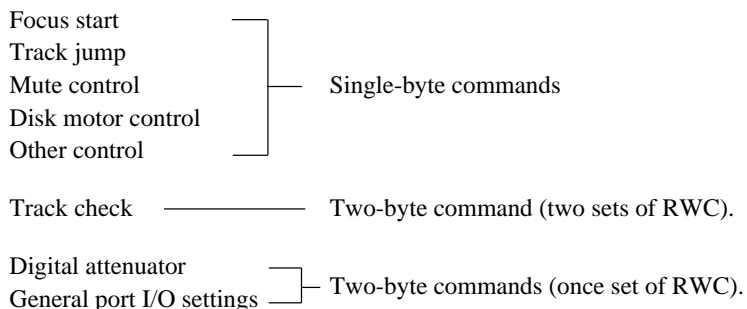 Focus start
Track jump
Mute control
Single-byte commands
Disk motor control
Other control
Track check
Two-byte command (two sets of RWC).
Digital attenuator
Two-byte commands (once set of RWC).
General port I/O settings